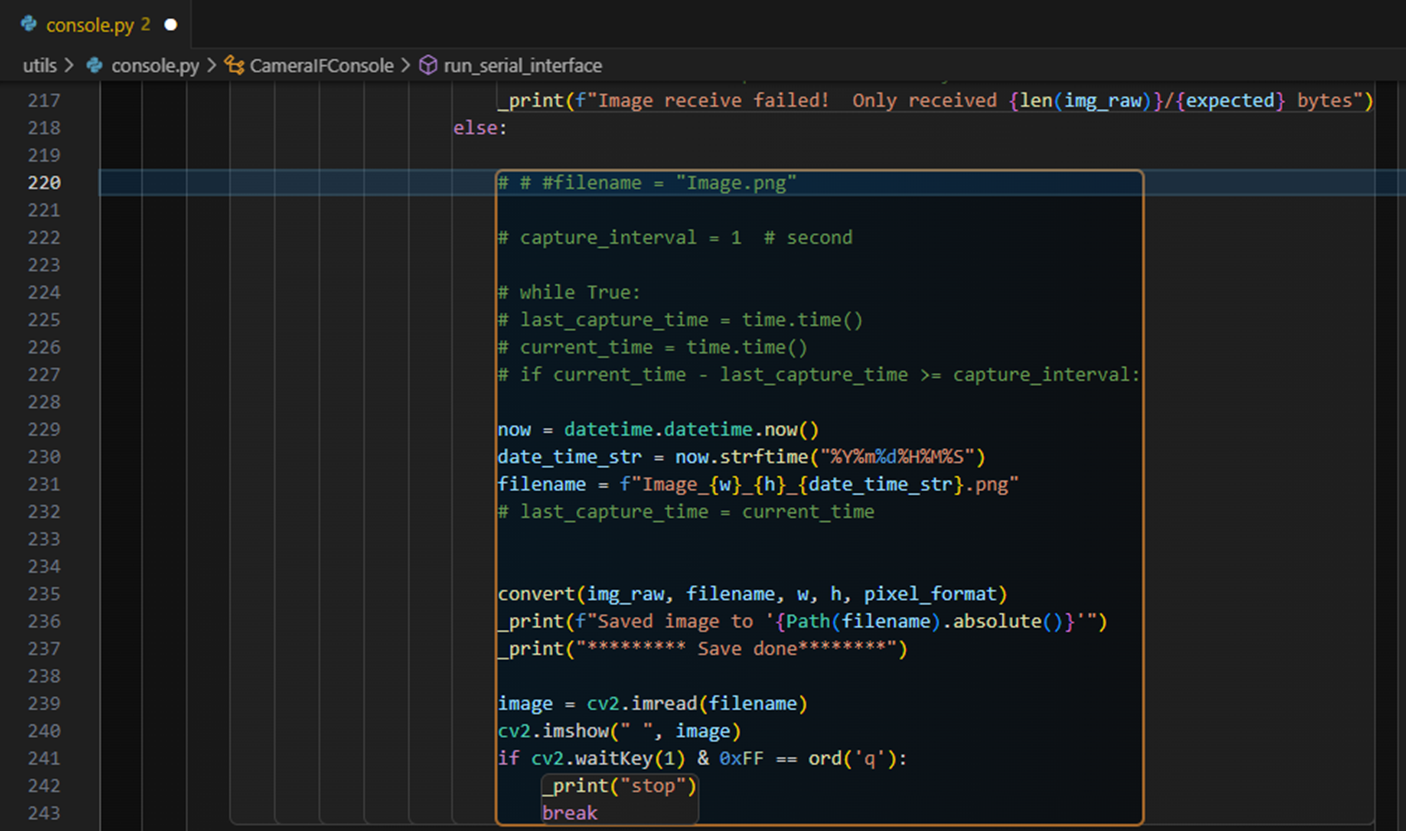 console.py 2
utils > console.py > CameraIFConsole > run_serial_interface
217 _print(f"Image receive failed!  Only received {len(img_raw)}/{expected} bytes")
218 else:
219
220 # # #filename = "Image.png"
221
222 # capture_interval = 1  # second
223
224 # while True:
225 # last_capture_time = time.time()
226 # current_time = time.time()
227 # if current_time - last_capture_time >= capture_interval:
228
229 now = datetime.datetime.now()
230 date_time_str = now.strftime("%Y%m%d%H%M%S")
231 filename = f"Image_{w}_{h}_{date_time_str}.png"
232 # last_capture_time = current_time
233
234
235 convert(img_raw, filename, w, h, pixel_format)
236 _print(f"Saved image to '{Path(filename).absolute()}'")
237 _print("********* Save done********")
238
239 image = cv2.imread(filename)
240 cv2.imshow(" ", image)
241 if cv2.waitKey(1) & 0xFF == ord('q'):
242 _print("stop")
243 break